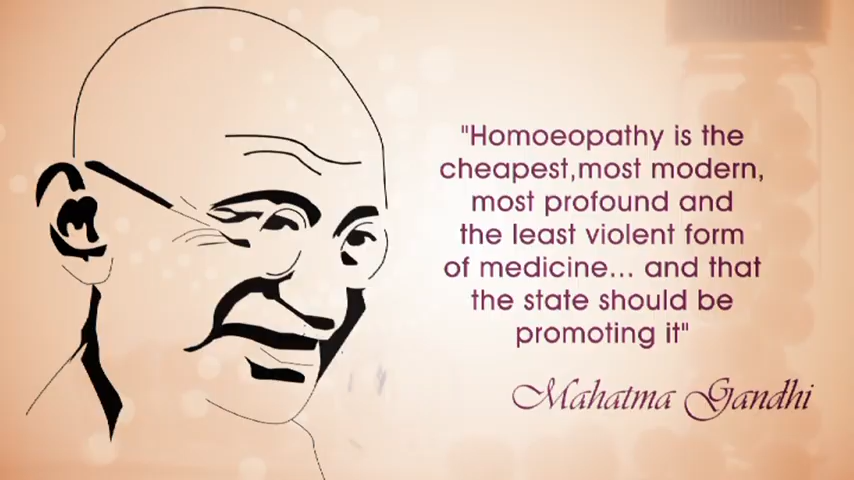 "Homoeopathy is the
cheapest,most modern,
most profound and
the least violent form
of medicine... and that
the state should be
promoting it"
Mahatma Gandhi